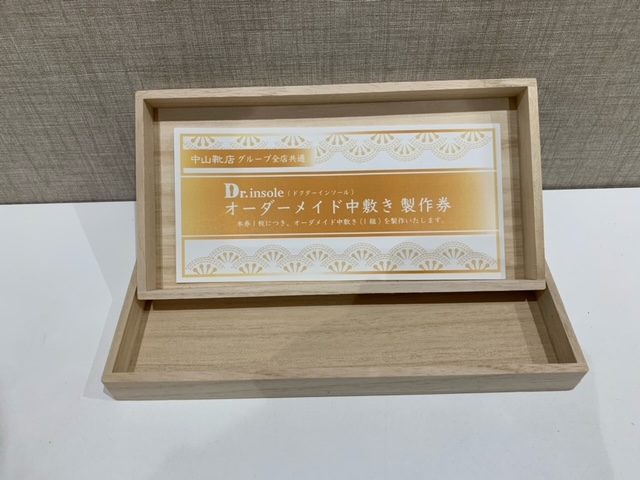 中山靴店グループ全店共通
Dr.insole（ドクターインソール）
オーダーメイド中敷き 製作券
本券1枚につき、オーダメイド中敷き（1組）を製作いたします。